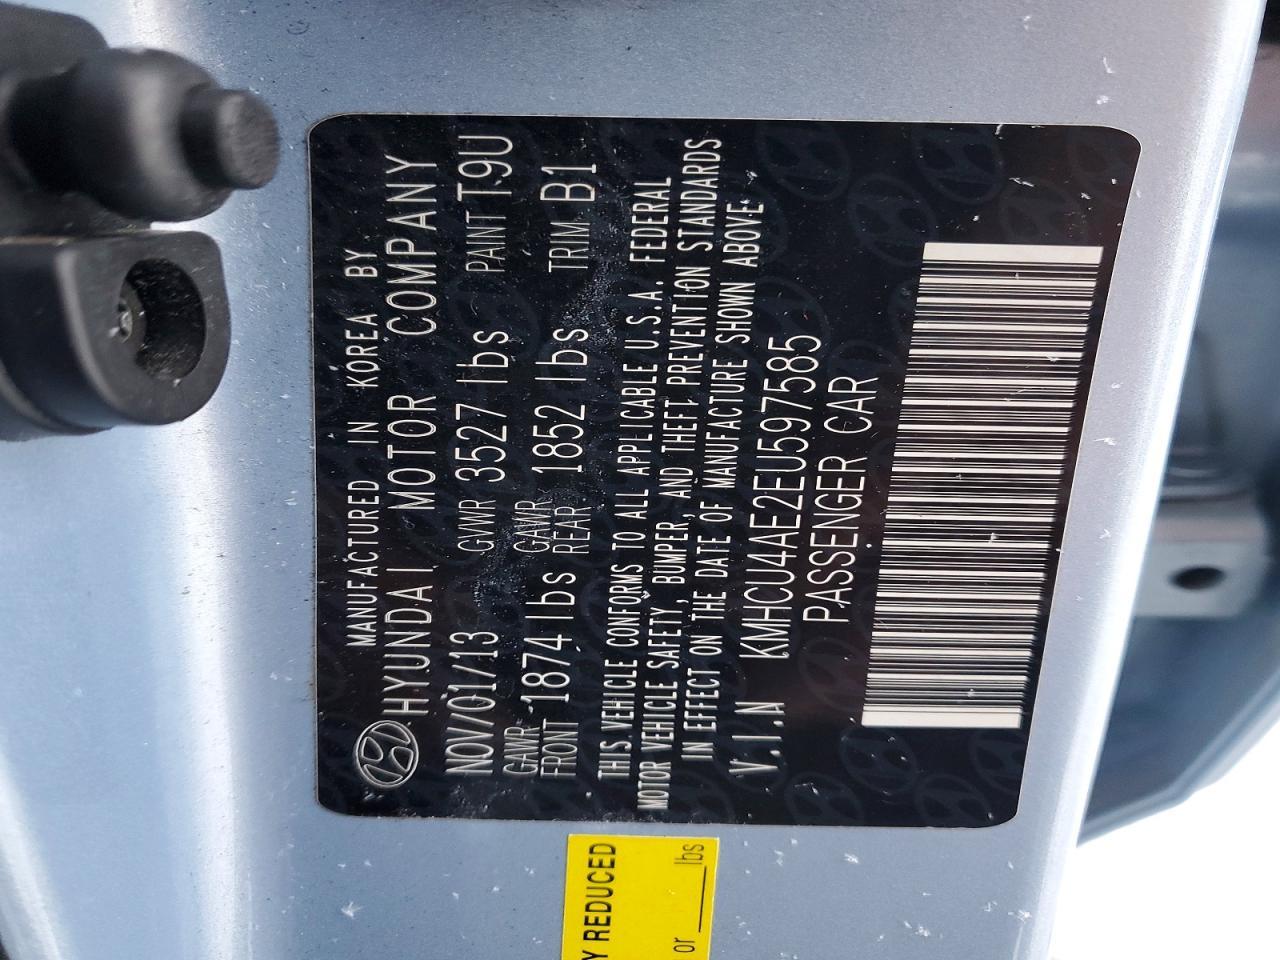 MANUFACTURED IN KOREA BY
HYUNDAI MOTOR COMPANY
NOV/01/13 GVWR 3527 lbs PAINT T9U
GAWR FRONT 1874 lbs GAWR REAR 1852 lbs TRIM B1
THIS VEHICLE CONFORMS TO ALL APPLICABLE U.S.A. FEDERAL
MOTOR VEHICLE SAFETY, BUMPER, AND THEFT PREVENTION STANDARDS
IN EFFECT ON THE DATE OF MANUFACTURE SHOWN ABOVE.
V.I.N KMHCU4AE2EU597585
PASSENGER CAR
Y REDUCED
or ____lbs